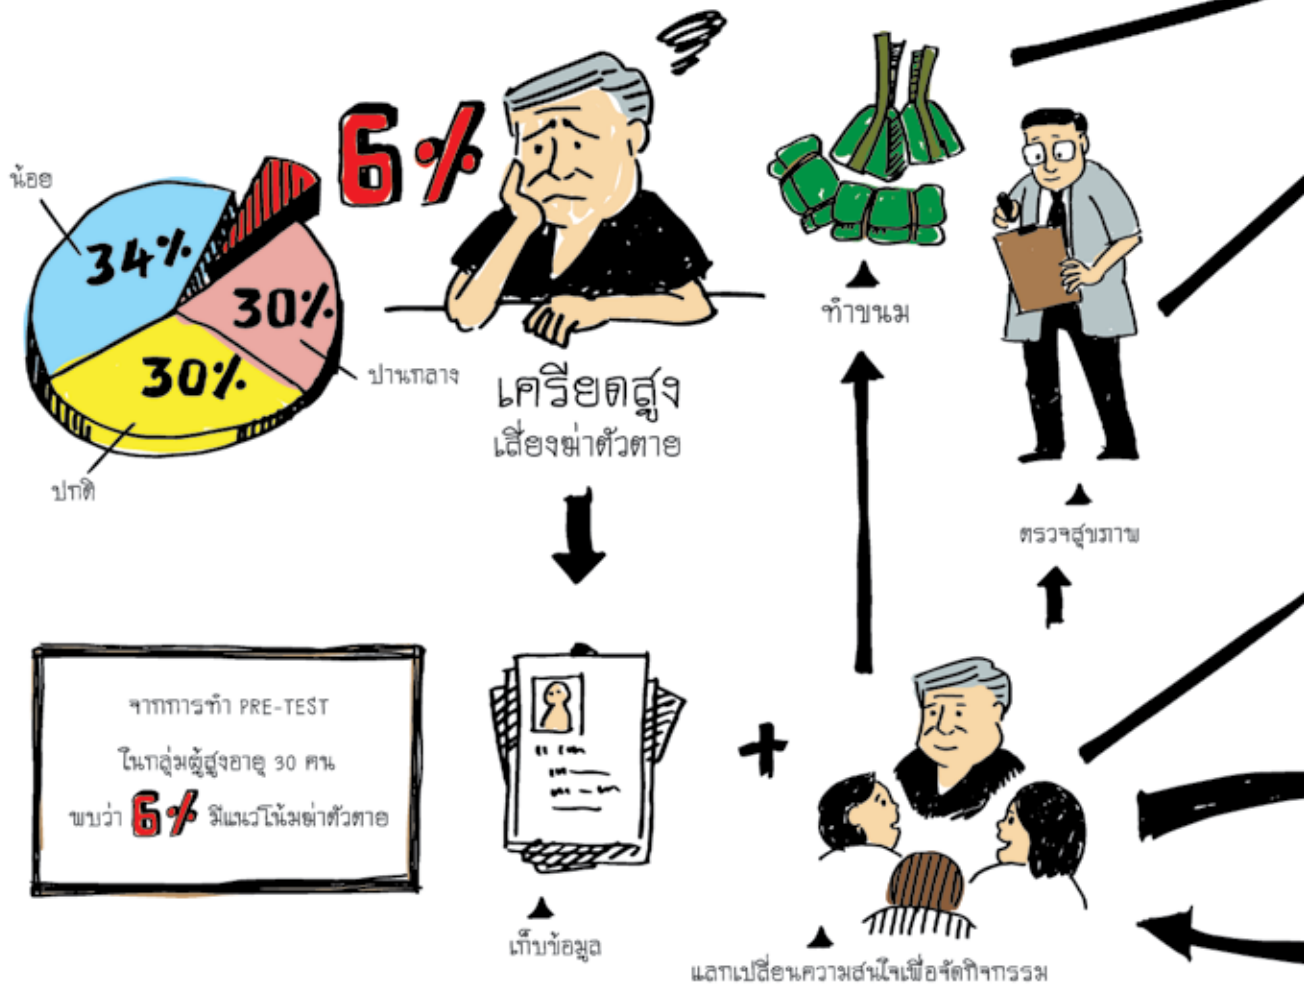 น้อย
34%
6%
30%
ปานกลาง
30%
ปกติ
เครียดสูง
เสี่ยงฆ่าตัวตาย
ทำขนม
ตรวจสุขภาพ
จากการทำ PRE-TEST
ในกลุ่มผู้สูงอายุ 30 คน
พบว่า 6% มีแนวโน้มฆ่าตัวตาย
เก็บข้อมูล
แลกเปลี่ยนความสนใจเพื่อจัดกิจกรรม